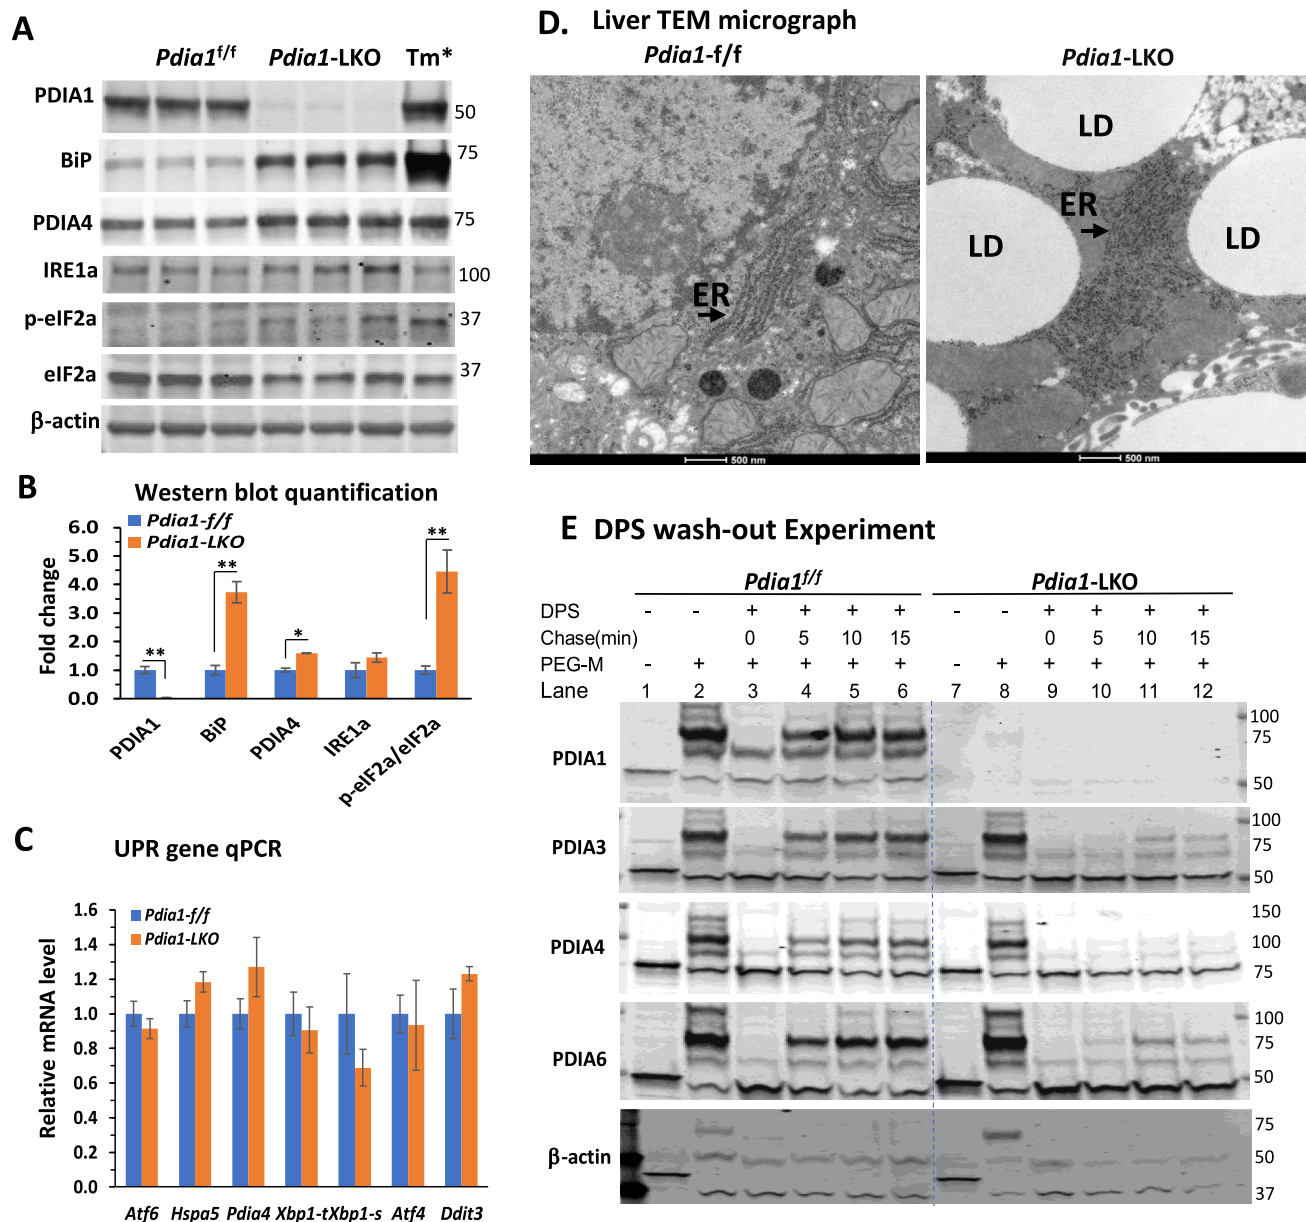 A
Pdia1f/f Pdia1-LKO Tm*
PDIA1 50
BiP 75
PDIA4 75
IRE1a 100
p-eIF2a 37
eIF2a 37
β-actin
B
Western blot quantification
Pdia1-f/f
Pdia1-LKO
Fold change
6.0
5.0
4.0
3.0
2.0
1.0
0.0
** ** * **
PDIA1 BiP PDIA4 IRE1a p-eIF2a/eIF2a
C
UPR gene qPCR
Pdia1-f/f
Pdia1-LKO
Relative mRNA level
1.6
1.4
1.2
1.0
0.8
0.6
0.4
0.2
0.0
Atf6 Hspa5 Pdia4 Xbp1-t Xbp1-s Atf4 Ddit3
D. Liver TEM micrograph
Pdia1-f/f Pdia1-LKO
ER
500 nm
LD
ER
LD LD
500 nm
E DPS wash-out Experiment
Pdia1f/f Pdia1-LKO
DPS - - + + + + - - + + + +
Chase(min) 0 5 10 15 0 5 10 15
PEG-M - + + + + + - + + + + +
Lane 1 2 3 4 5 6 7 8 9 10 11 12
PDIA1 100 75 50
PDIA3 100 75 50
PDIA4 150 100 75
PDIA6 100 75 50
β-actin 75 50 37